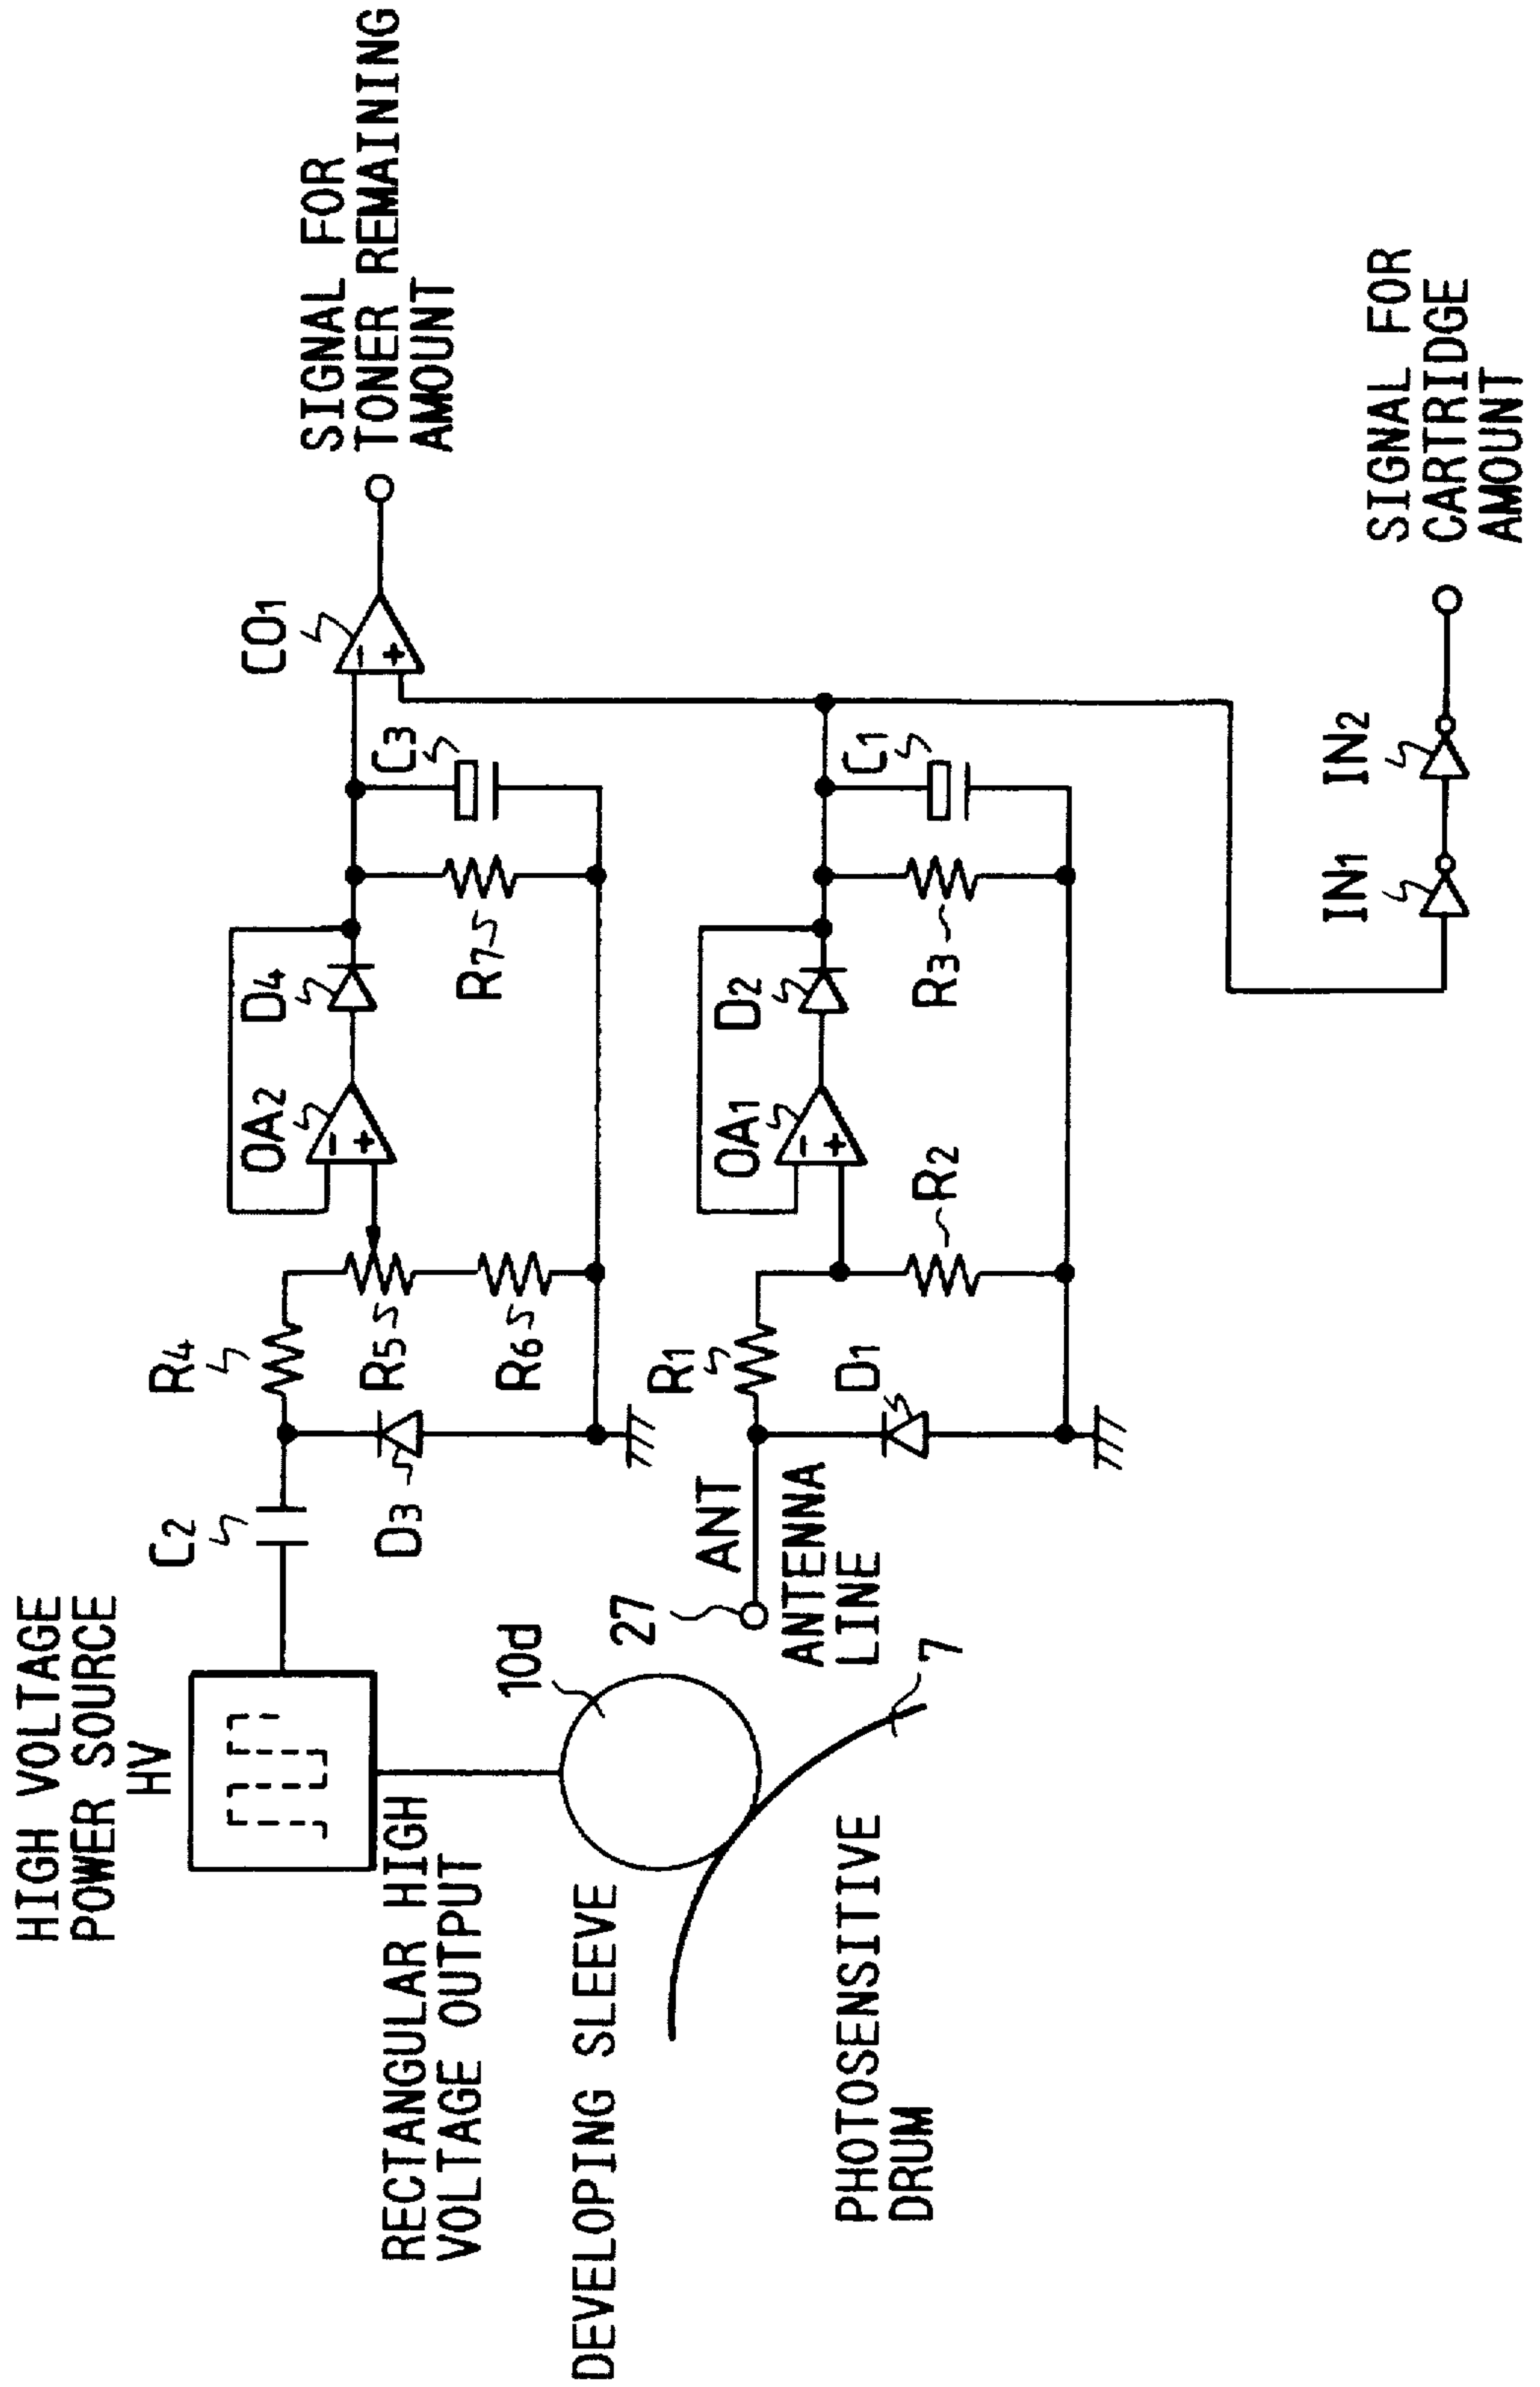 HIGH VOLTAGE
POWER SOURCE
HV
RECTANGULAR HIGH
VOLTAGE OUTPUT
DEVELOPING SLEEVE
10d
PHOTOSENSITIVE
DRUM
7
27
ANT
ANTENNA
LINE
C2
D3
R4
R5
R6
OA2
- +
D4
R7
C3
CO1
- +
SIGNAL FOR
TONER REMAINING
AMOUNT
R1
D1
R2
OA1
- +
D2
R3
C1
IN1
IN2
SIGNAL FOR
CARTRIDGE
AMOUNT